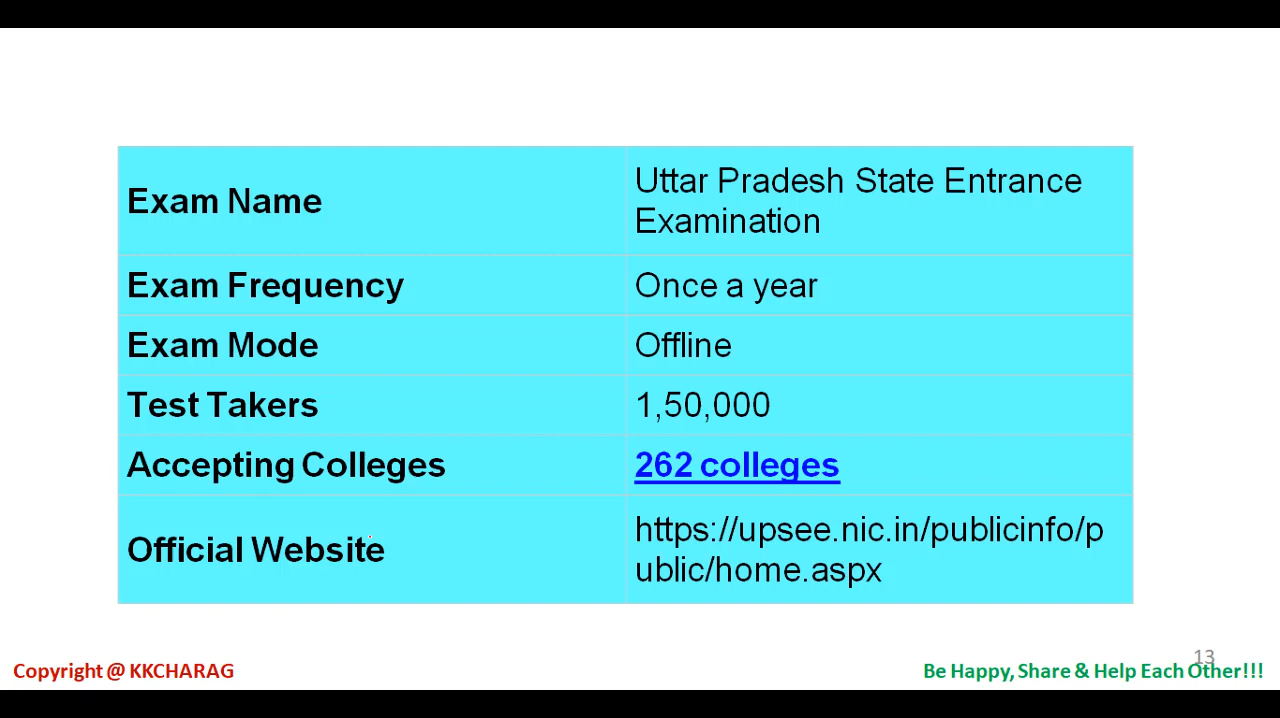 Exam Name
Uttar Pradesh State Entrance
Examination
Exam Frequency
Once a year
Exam Mode
Offline
Test Takers
1,50,000
Accepting Colleges
262 colleges
Official Website
https://upsee.nic.in/publicinfo/p
ublic/home.aspx
13
Copyright @ KKCHARAG
Be Happy, Share & Help Each Other!!!